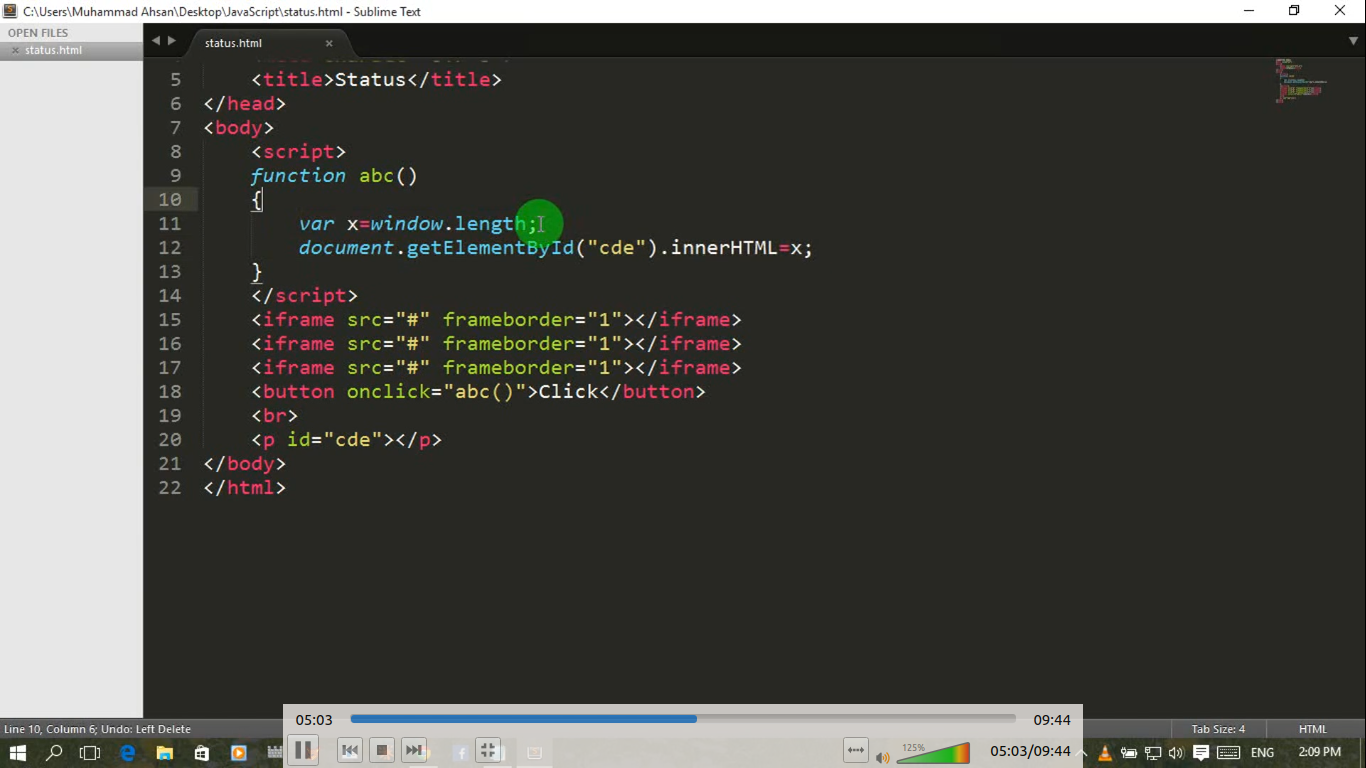 C:\Users\Muhammad Ahsan\Desktop\JavaScript\status.html - Sublime Text
OPEN FILES
status.html
status.html
5 <title>Status</title>
6 </head>
7 <body>
8 <script>
9 function abc()
10 {
11 var x=window.length;
12 document.getElementById("cde").innerHTML=x;
13 }
14 </script>
15 <iframe src="#" frameborder="1"></iframe>
16 <iframe src="#" frameborder="1"></iframe>
17 <iframe src="#" frameborder="1"></iframe>
18 <button onclick="abc()">Click</button>
19 <br>
20 <p id="cde"></p>
21 </body>
22 </html>
05:03 09:44
Line 10, Column 6; Undo: Left Delete
Tab Size: 4 HTML
125% 05:03/09:44
ENG 2:09 PM